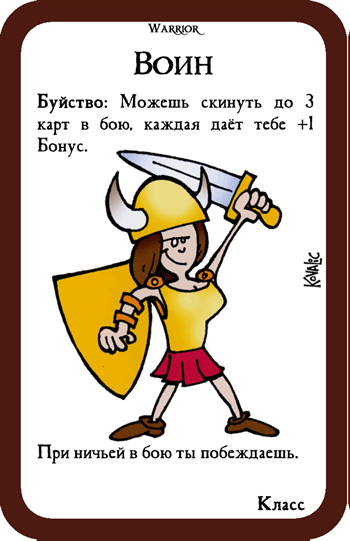 Warrior
Воин
Буйство: Можешь скинуть до 3
карт в бою, каждая даёт тебе +1
Бонус.
Kovalic
При ничьей в бою ты побеждаешь.
Класс